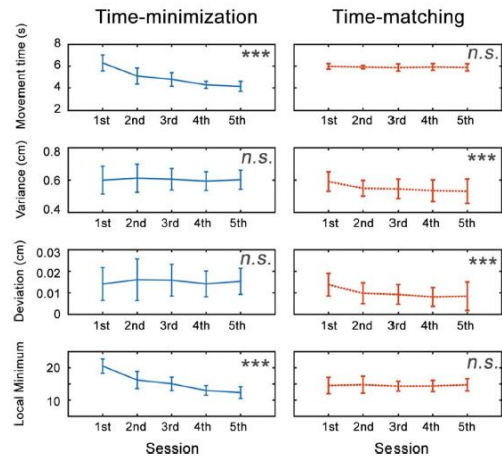 Time-minimization Time-matching
Movement time (s)
8
6
4
2
***
n.s.
1st 2nd 3rd 4th 5th
1st 2nd 3rd 4th 5th
Variance (cm)
0.8
0.6
0.4
n.s.
***
1st 2nd 3rd 4th 5th
1st 2nd 3rd 4th 5th
Deviation (cm)
0.03
0.02
0.01
0
n.s.
***
1st 2nd 3rd 4th 5th
1st 2nd 3rd 4th 5th
Local Minimum
20
10
***
n.s.
1st 2nd 3rd 4th 5th
1st 2nd 3rd 4th 5th
Session Session